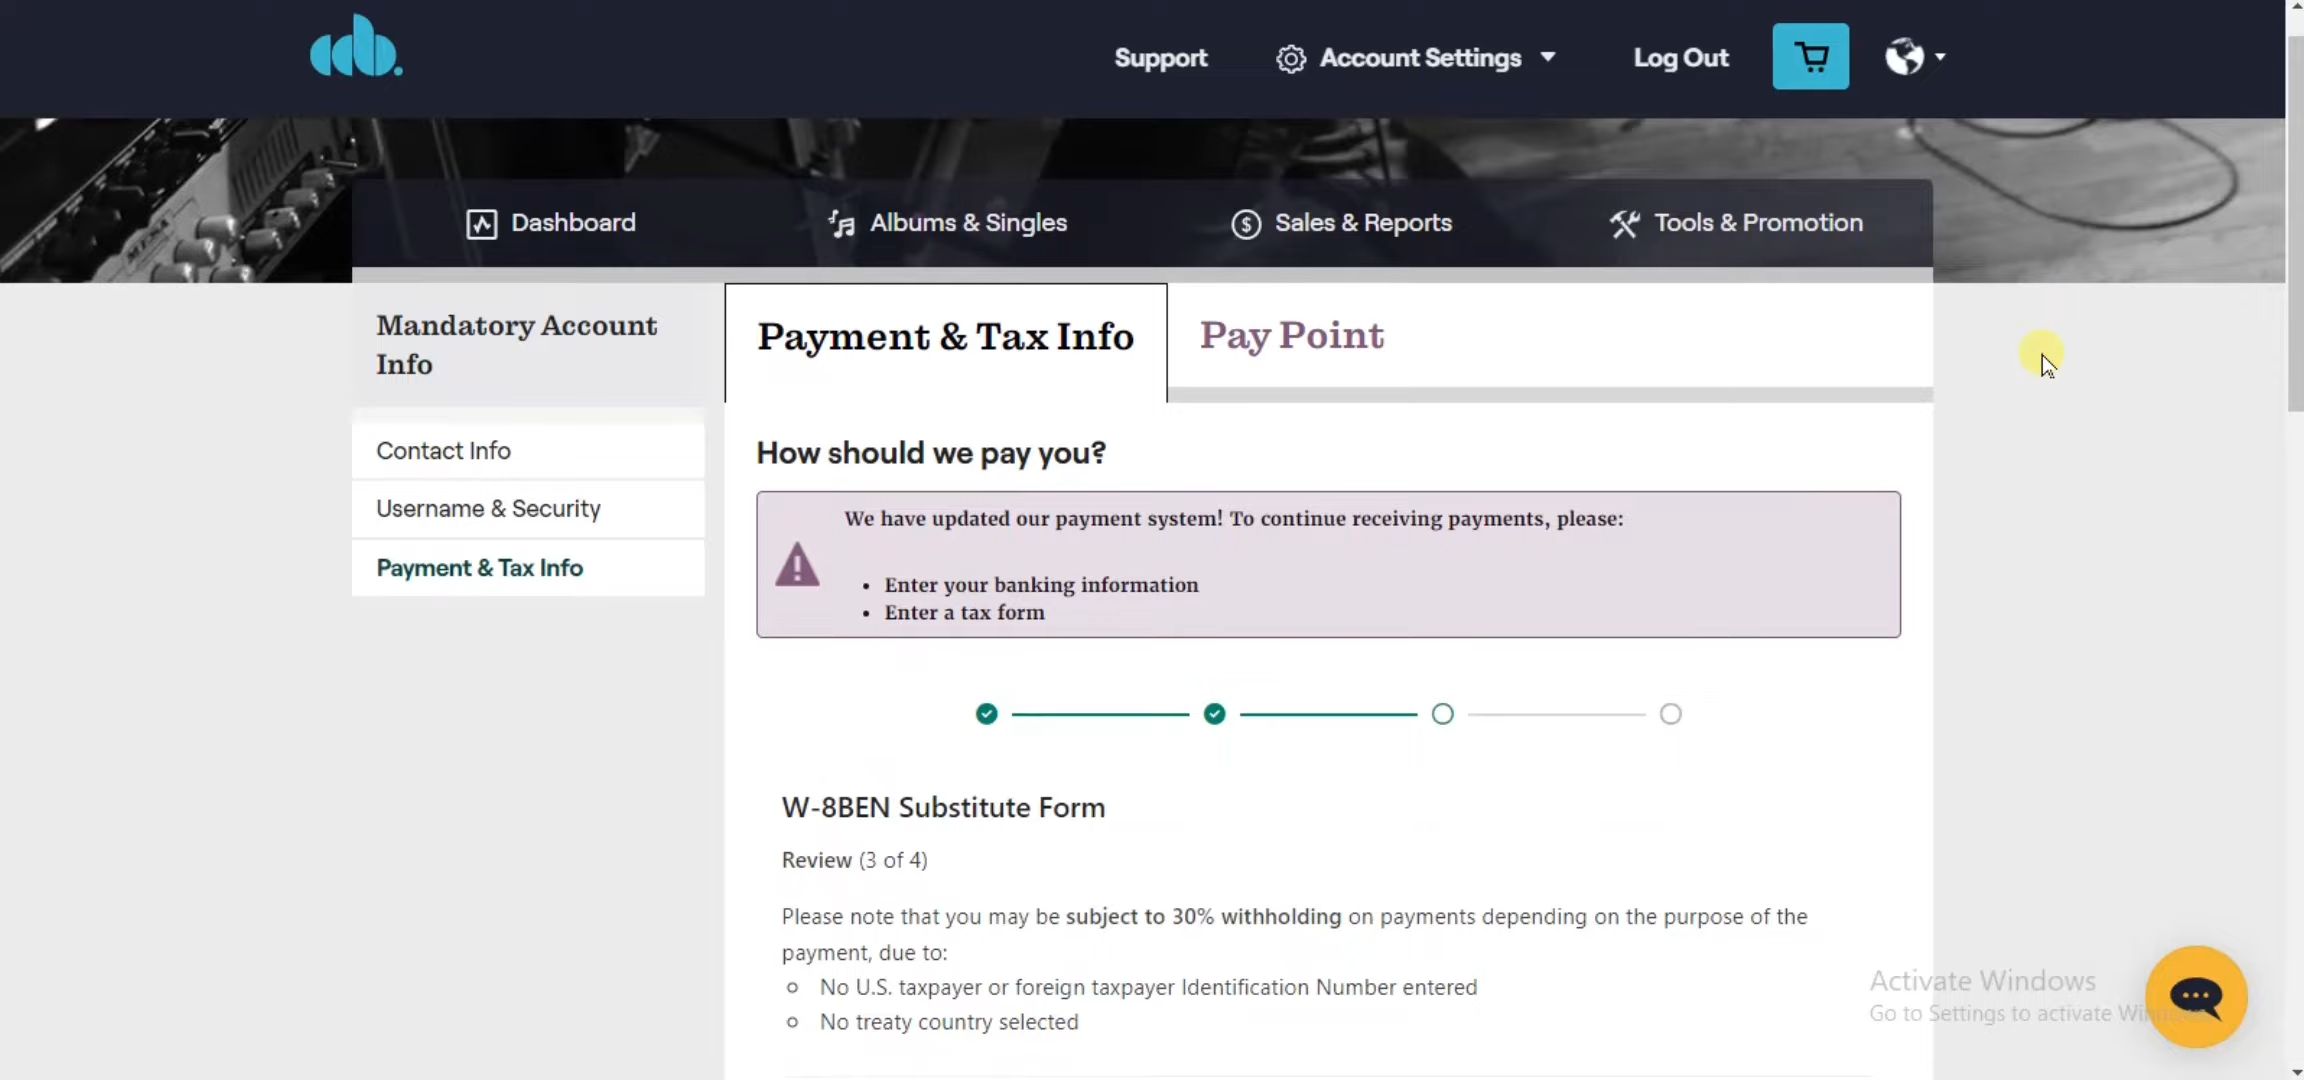 cdb.
Support
Account Settings
Log Out
Dashboard
Albums & Singles
Sales & Reports
Tools & Promotion
Mandatory Account
Info
Contact Info
Username & Security
Payment & Tax Info
Payment & Tax Info
Pay Point
How should we pay you?
We have updated our payment system! To continue receiving payments, please:
• Enter your banking information
• Enter a tax form
W-8BEN Substitute Form
Review (3 of 4)
Please note that you may be subject to 30% withholding on payments depending on the purpose of the
payment, due to:
No U.S. taxpayer or foreign taxpayer Identification Number entered
No treaty country selected
Activate Windows
Go to Settings to activate